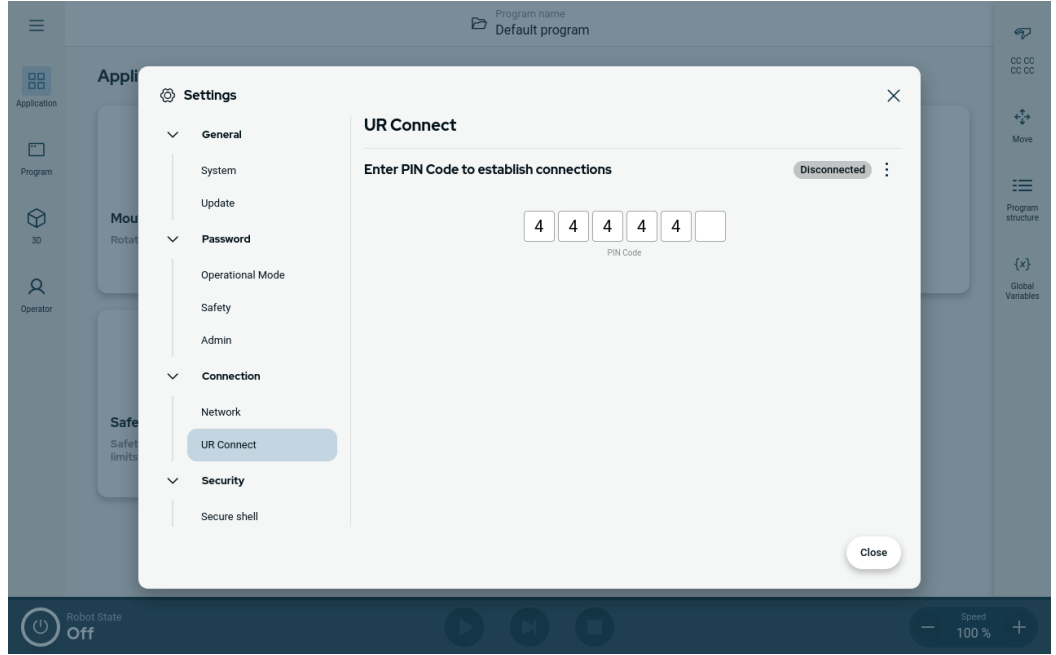 Program name
Default program
Application
Program
3D
Operator
Appli
Mou
Rotat
Safe
Safet
limits
Settings
General
System
Update
Password
Operational Mode
Safety
Admin
Connection
Network
UR Connect
Security
Secure shell
UR Connect
Enter PIN Code to establish connections
Disconnected
4 4 4 4 4
PIN Code
Close
CC CC
CC CC
Move
Program
structure
{x}
Global
Variables
Robot State
Off
Speed
100 %